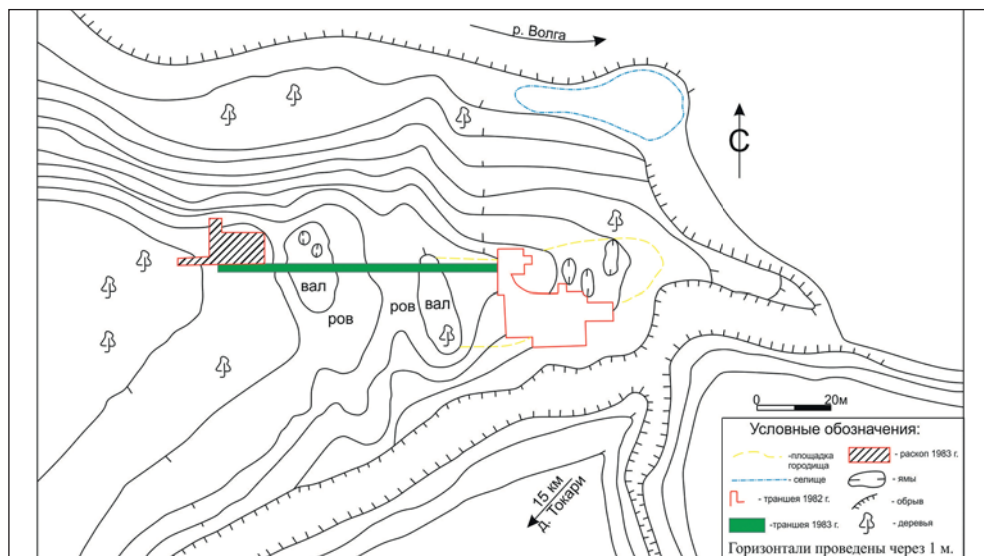 р. Волга
С
вал
ров
ров
вал
0 20м
15 км
д. Токари
Условные обозначения:
-площадка
городища
- раскоп 1983 г.
- селище
- ямы
- траншея 1982 г.
- обрыв
-траншея 1983 г.
- деревья
Горизонтали проведены через 1 м.